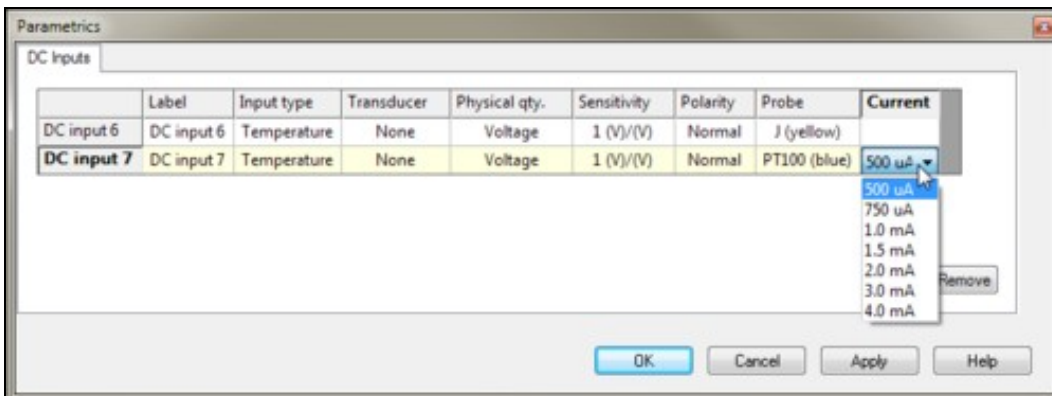 Parametrics
DC Inputs
Label Input type Transducer Physical qty. Sensitivity Polarity Probe Current
DC input 6 DC input 6 Temperature None Voltage 1 (V)/(V) Normal J (yellow)
DC input 7 DC input 7 Temperature None Voltage 1 (V)/(V) Normal PT100 (blue) 500 uA
500 uA
750 uA
1.0 mA
1.5 mA
2.0 mA
3.0 mA
4.0 mA
Remove
OK Cancel Apply Help